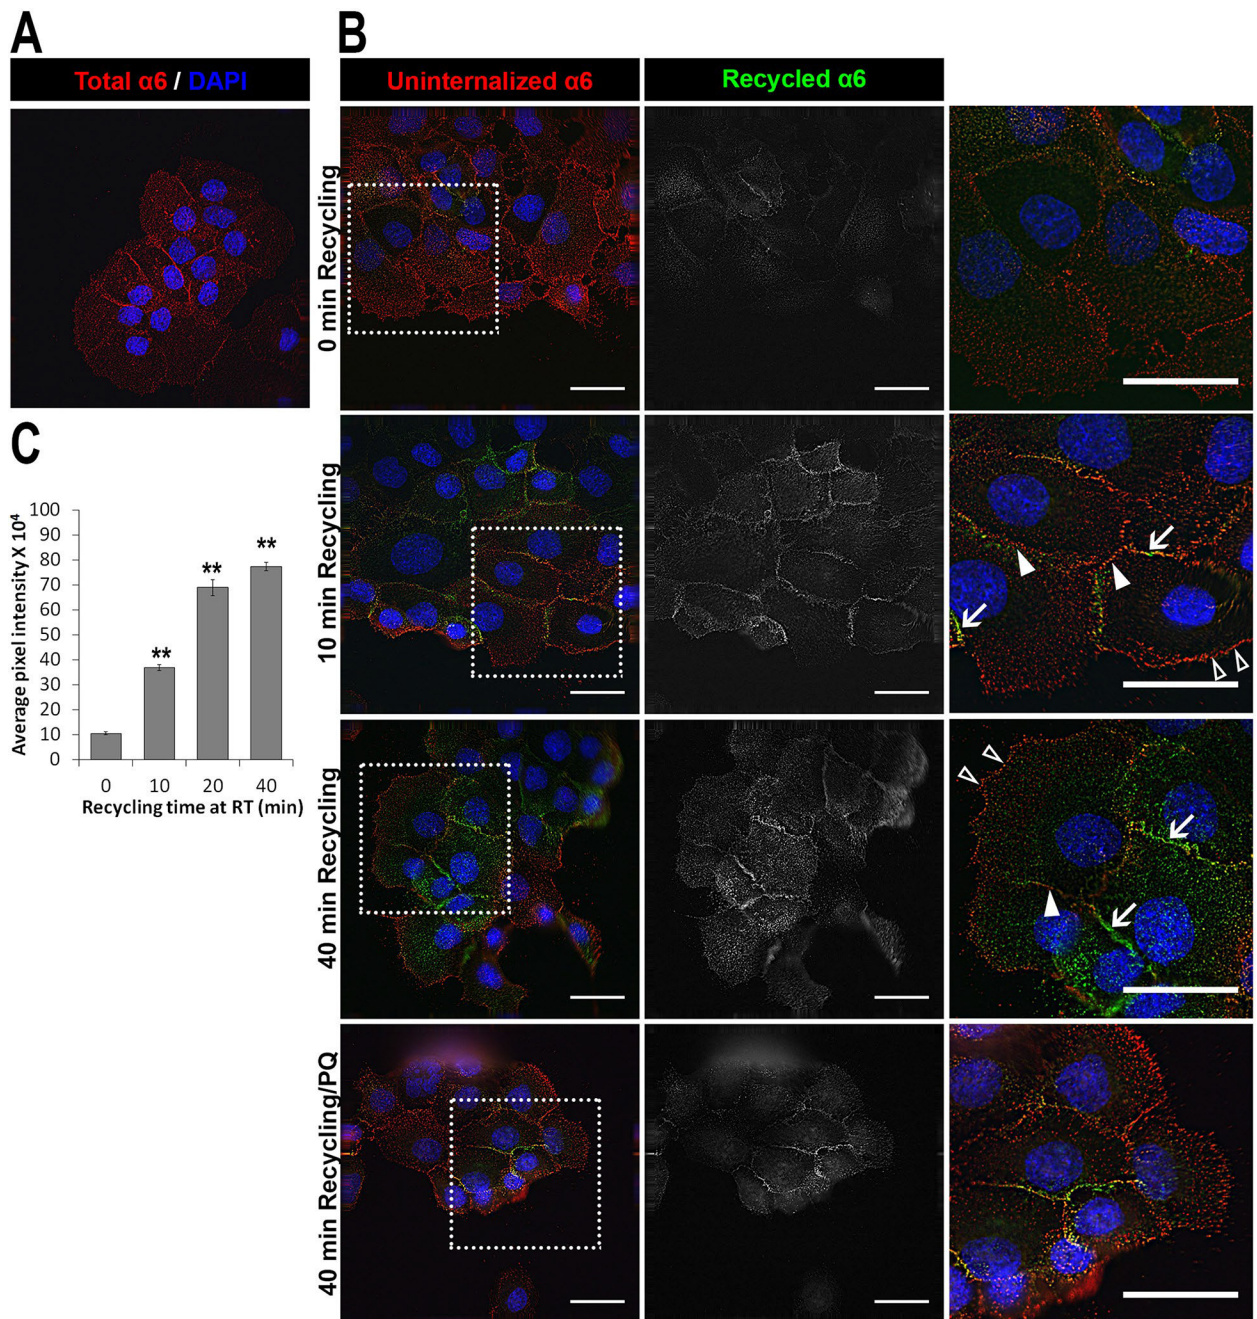 A
B
Total α6 / DAPI
Uninternalized α6
Recycled α6
0 min Recycling
10 min Recycling
40 min Recycling
40 min Recycling/PQ
C
Average pixel intensity X 10⁴
100
90
80
70
60
50
40
30
20
10
0
**
**
**
0 10 20 40
Recycling time at RT (min)